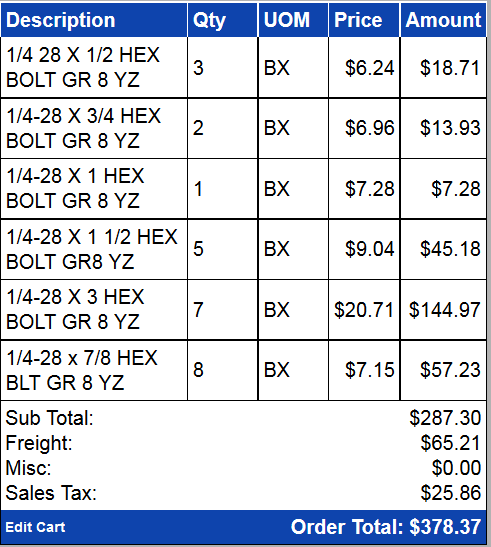 Description Qty UOM Price Amount
1/4 28 X 1/2 HEX
BOLT GR 8 YZ 3 BX $6.24 $18.71
1/4-28 X 3/4 HEX
BOLT GR 8 YZ 2 BX $6.96 $13.93
1/4-28 X 1 HEX
BOLT GR 8 YZ 1 BX $7.28 $7.28
1/4-28 X 1 1/2 HEX
BOLT GR8 YZ 5 BX $9.04 $45.18
1/4-28 X 3 HEX
BOLT GR 8 YZ 7 BX $20.71 $144.97
1/4-28 x 7/8 HEX
BLT GR 8 YZ 8 BX $7.15 $57.23
Sub Total: $287.30
Freight: $65.21
Misc: $0.00
Sales Tax: $25.86
Edit Cart Order Total: $378.37